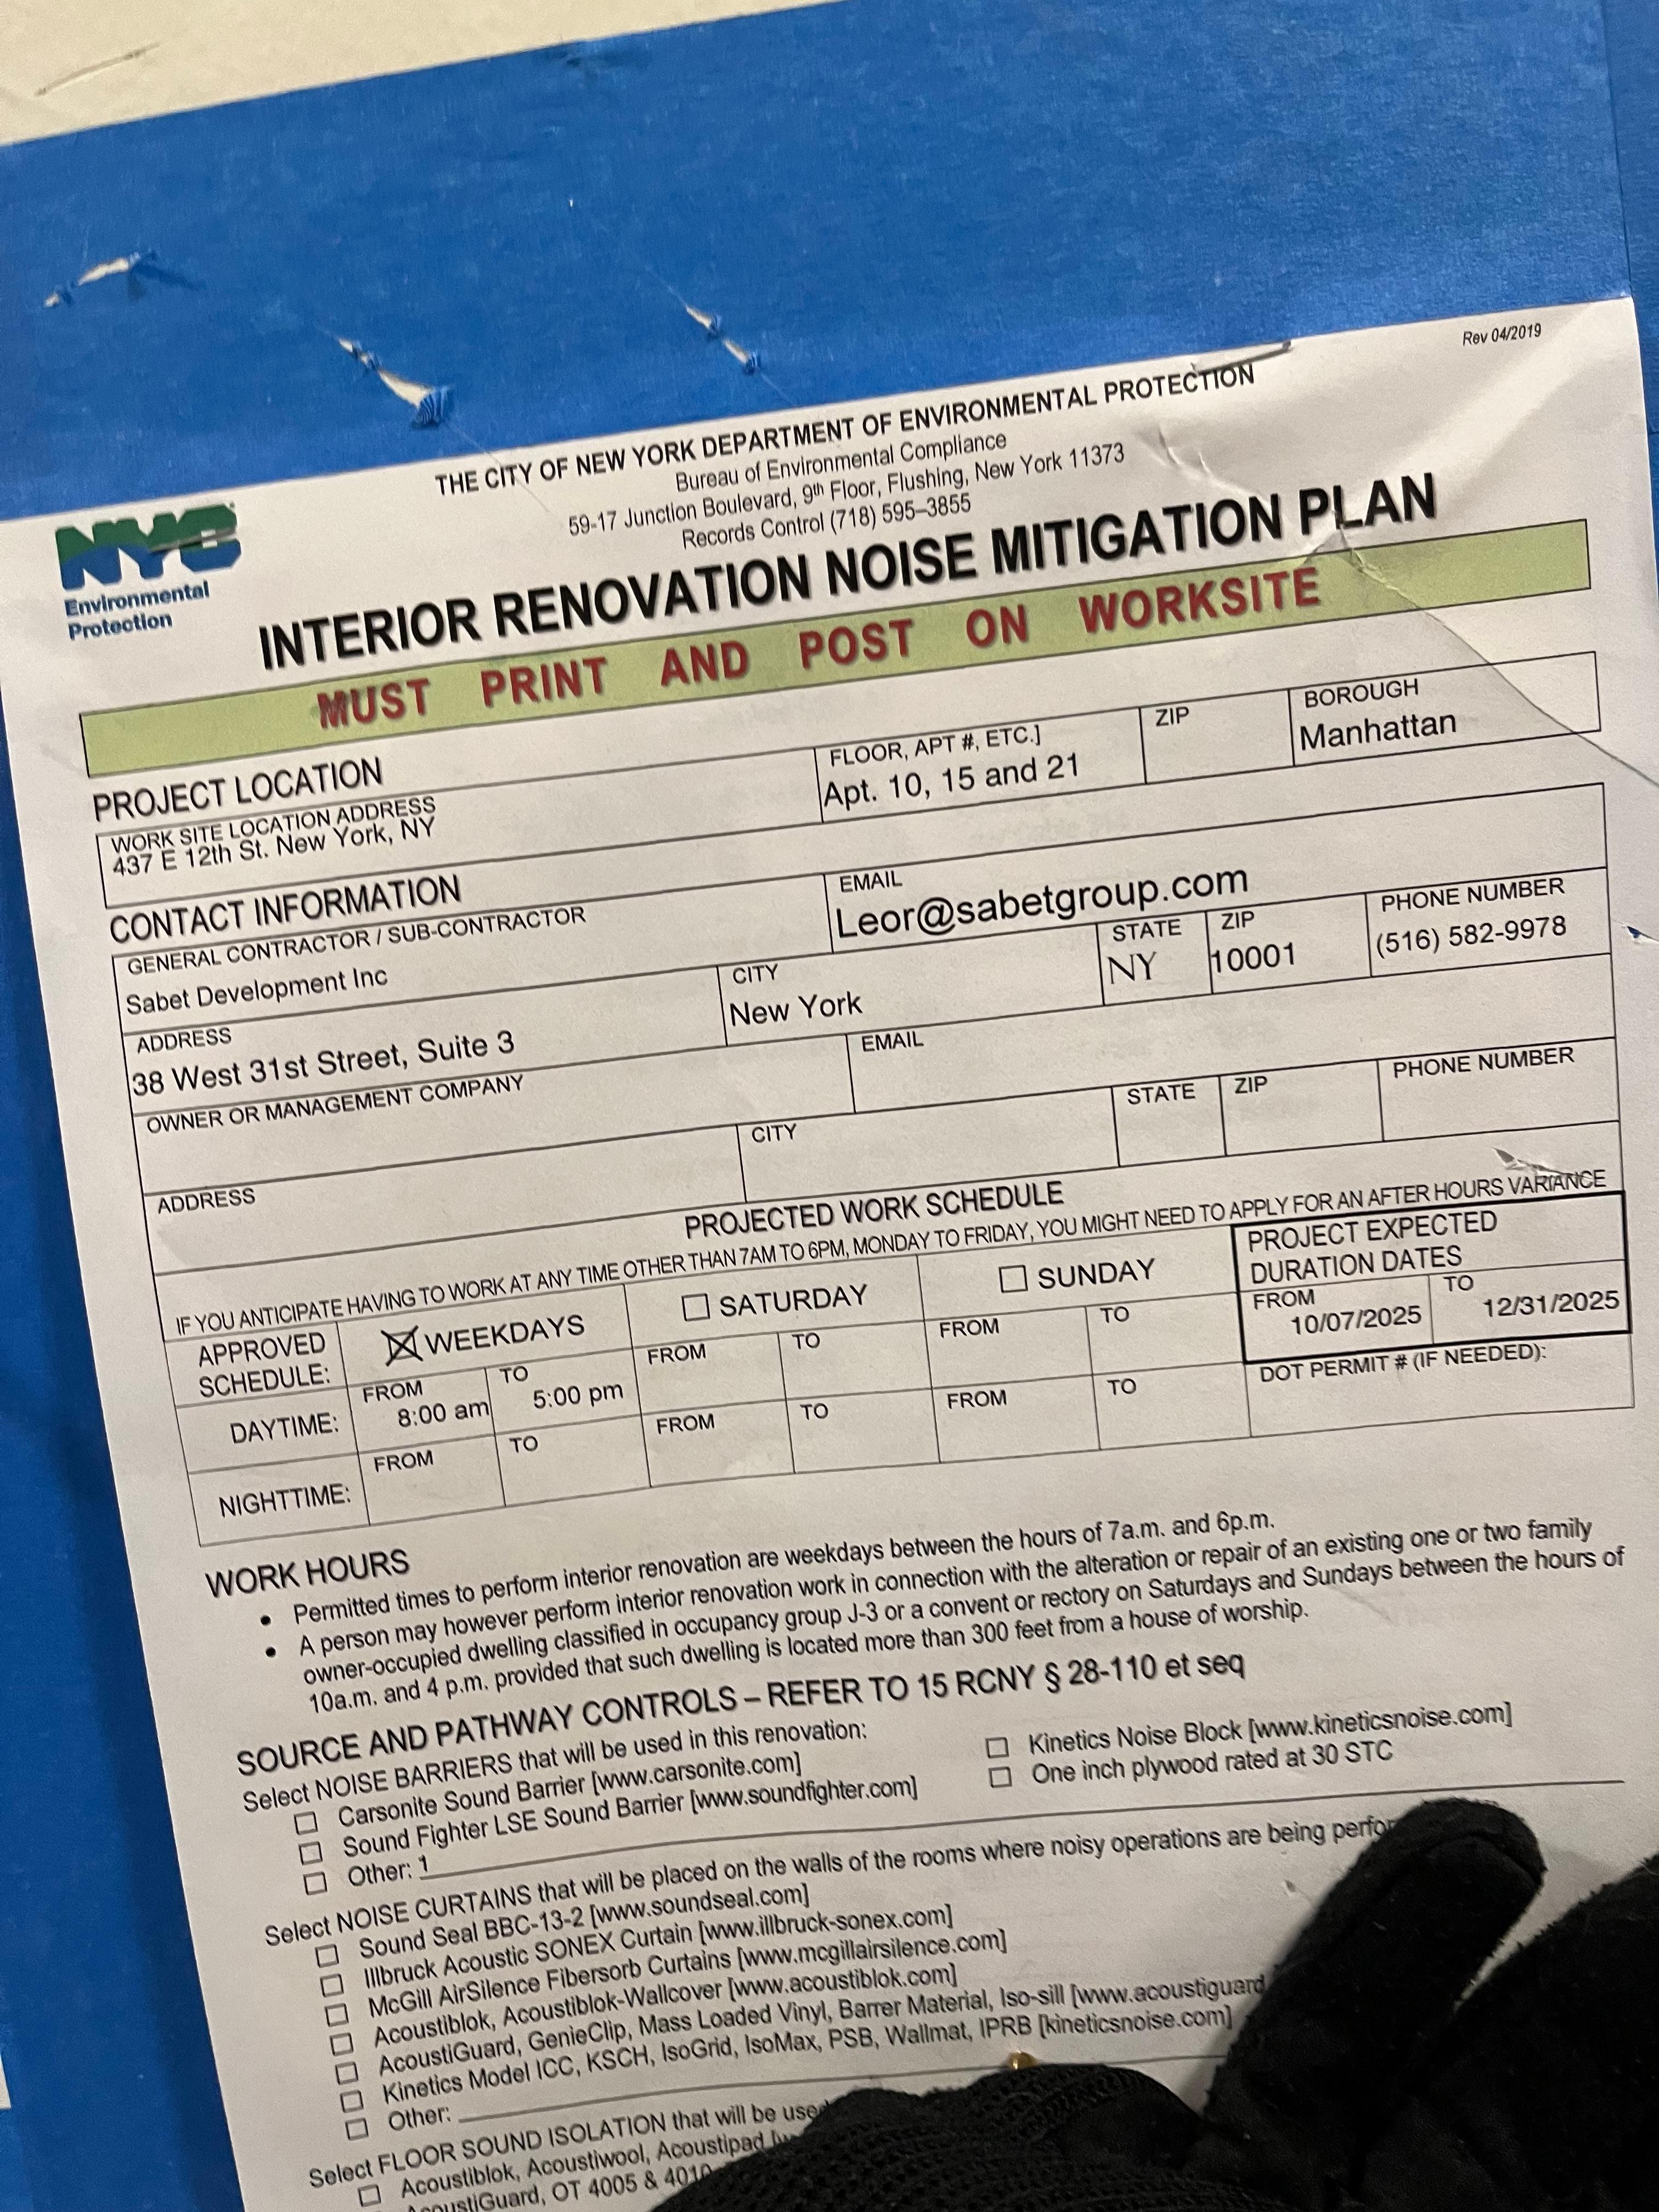 Rev 04/2019
THE CITY OF NEW YORK DEPARTMENT OF ENVIRONMENTAL PROTECTION
Bureau of Environmental Compliance
59-17 Junction Boulevard, 9th Floor, Flushing, New York 11373
Records Control (718) 595–3855
NYC
Environmental
Protection
INTERIOR RENOVATION NOISE MITIGATION PLAN
MUST PRINT AND POST ON WORKSITE
PROJECT LOCATION
WORK SITE LOCATION ADDRESS
437 E 12th St. New York, NY
FLOOR, APT #, ETC.]
Apt. 10, 15 and 21
ZIP
BOROUGH
Manhattan
CONTACT INFORMATION
GENERAL CONTRACTOR / SUB-CONTRACTOR
Sabet Development Inc
EMAIL
Leor@sabetgroup.com
ADDRESS
38 West 31st Street, Suite 3
CITY
New York
STATE
NY
ZIP
10001
PHONE NUMBER
(516) 582-9978
OWNER OR MANAGEMENT COMPANY
EMAIL
ADDRESS
CITY
STATE
ZIP
PHONE NUMBER
PROJECTED WORK SCHEDULE
IF YOU ANTICIPATE HAVING TO WORK AT ANY TIME OTHER THAN 7AM TO 6PM, MONDAY TO FRIDAY, YOU MIGHT NEED TO APPLY FOR AN AFTER HOURS VARIANCE
APPROVED
SCHEDULE:
WEEKDAYS
SATURDAY
SUNDAY
PROJECT EXPECTED
DURATION DATES
FROM
10/07/2025
TO
12/31/2025
DAYTIME:
FROM
8:00 am
TO
5:00 pm
FROM
TO
FROM
TO
DOT PERMIT # (IF NEEDED):
NIGHTTIME:
FROM
TO
FROM
TO
FROM
TO
WORK HOURS
• Permitted times to perform interior renovation are weekdays between the hours of 7a.m. and 6p.m.
• A person may however perform interior renovation work in connection with the alteration or repair of an existing one or two family
owner-occupied dwelling classified in occupancy group J-3 or a convent or rectory on Saturdays and Sundays between the hours of
10a.m. and 4 p.m. provided that such dwelling is located more than 300 feet from a house of worship.
SOURCE AND PATHWAY CONTROLS – REFER TO 15 RCNY § 28-110 et seq
Select NOISE BARRIERS that will be used in this renovation:
Carsonite Sound Barrier [www.carsonite.com]
Sound Fighter LSE Sound Barrier [www.soundfighter.com]
Other: 1
Kinetics Noise Block [www.kineticsnoise.com]
One inch plywood rated at 30 STC
Select NOISE CURTAINS that will be placed on the walls of the rooms where noisy operations are being perfor
Sound Seal BBC-13-2 [www.soundseal.com]
Illbruck Acoustic SONEX Curtain [www.illbruck-sonex.com]
McGill AirSilence Fibersorb Curtains [www.mcgillairsilence.com]
Acoustiblok, Acoustiblok-Wallcover [www.acoustiblok.com]
AcoustiGuard, GenieClip, Mass Loaded Vinyl, Barrer Material, Iso-sill [www.acoustiguard
Kinetics Model ICC, KSCH, IsoGrid, IsoMax, PSB, Wallmat, IPRB [kineticsnoise.com]
Other:
Select FLOOR SOUND ISOLATION that will be used
Acoustiblok, Acoustiwool, Acoustipad
AcoustiGuard, OT 4005 & 4010